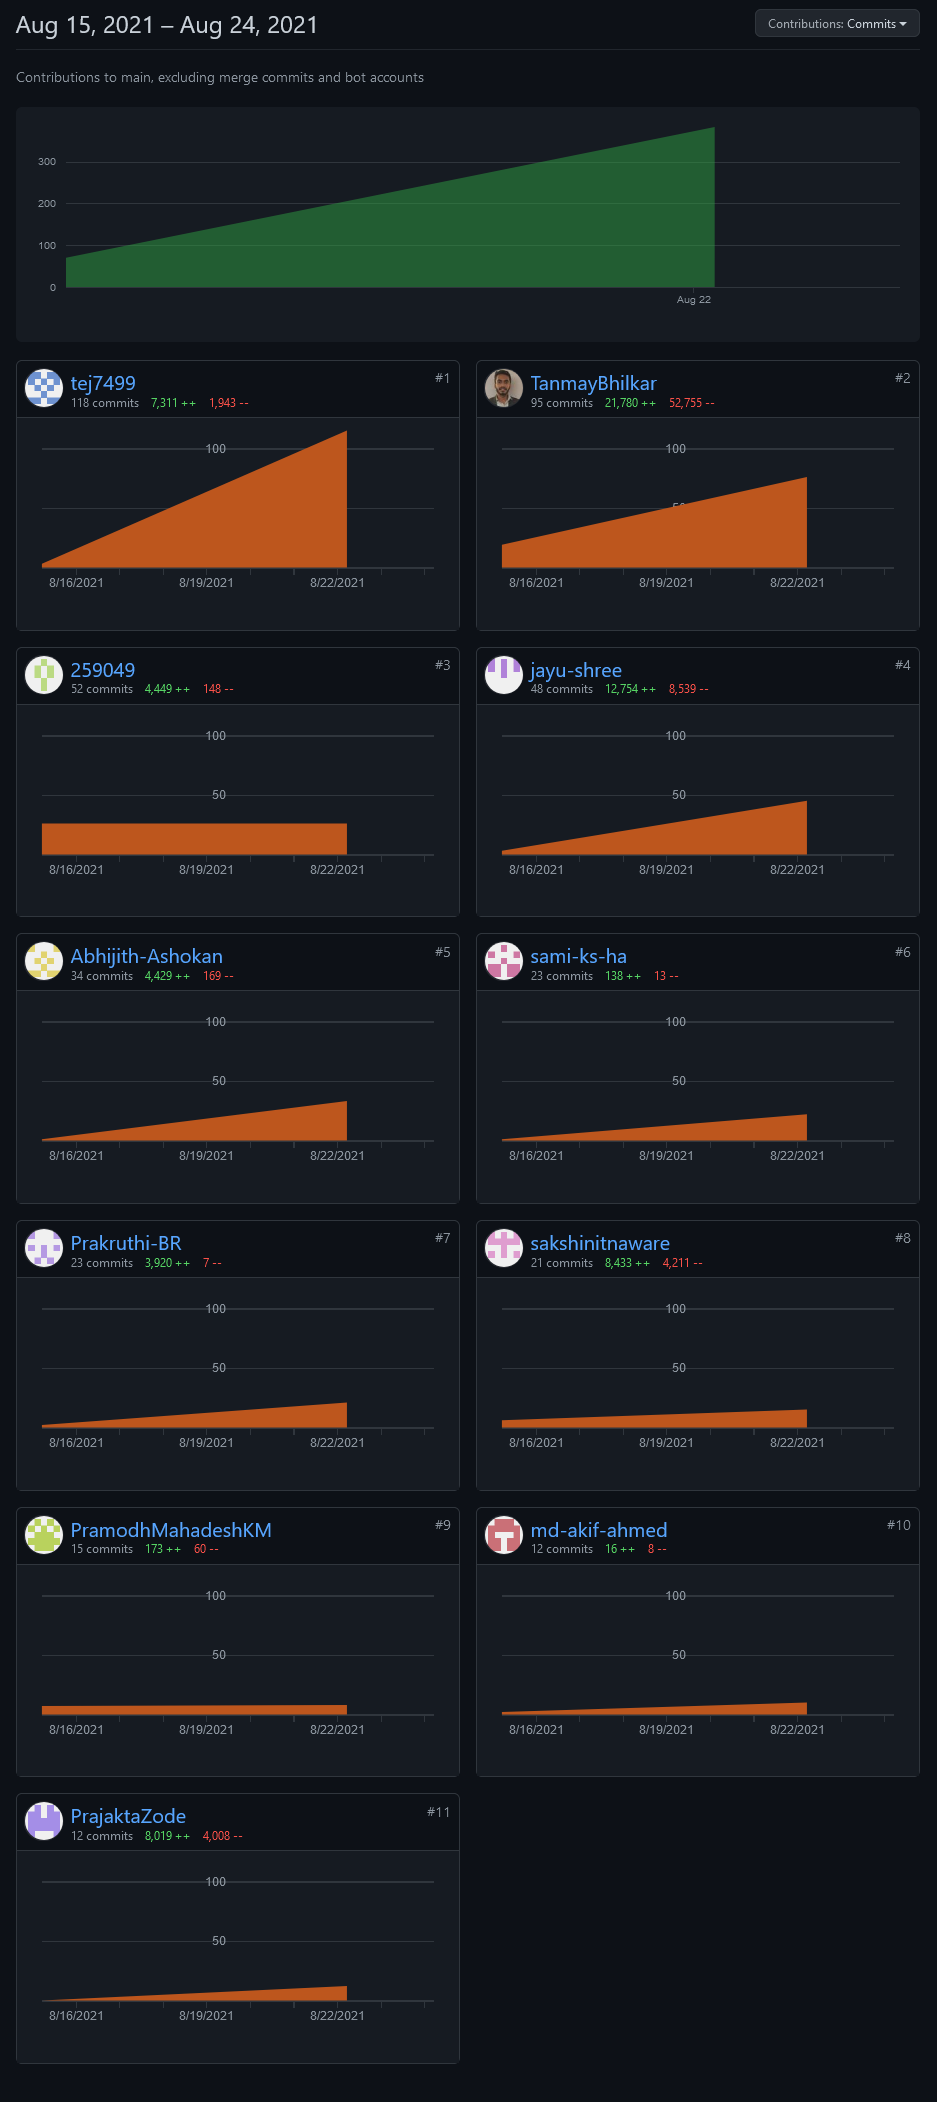 Aug 15, 2021 – Aug 24, 2021
Contributions: Commits
Contributions to main, excluding merge commits and bot accounts
300
200
100
0
Aug 22
tej7499
#1
118 commits 7,311 ++ 1,943 --
100
8/16/2021 8/19/2021 8/22/2021
TanmayBhilkar
#2
95 commits 21,780 ++ 52,755 --
100
8/16/2021 8/19/2021 8/22/2021
259049
#3
52 commits 4,449 ++ 148 --
100
50
8/16/2021 8/19/2021 8/22/2021
jayu-shree
#4
48 commits 12,754 ++ 8,539 --
100
50
8/16/2021 8/19/2021 8/22/2021
Abhijith-Ashokan
#5
34 commits 4,429 ++ 169 --
100
50
8/16/2021 8/19/2021 8/22/2021
sami-ks-ha
#6
23 commits 138 ++ 13 --
100
50
8/16/2021 8/19/2021 8/22/2021
Prakruthi-BR
#7
23 commits 3,920 ++ 7 --
100
50
8/16/2021 8/19/2021 8/22/2021
sakshinitnaware
#8
21 commits 8,433 ++ 4,211 --
100
50
8/16/2021 8/19/2021 8/22/2021
PramodhMahadeshKM
#9
15 commits 173 ++ 60 --
100
50
8/16/2021 8/19/2021 8/22/2021
md-akif-ahmed
#10
12 commits 16 ++ 8 --
100
50
8/16/2021 8/19/2021 8/22/2021
PrajaktaZode
#11
12 commits 8,019 ++ 4,008 --
100
50
8/16/2021 8/19/2021 8/22/2021